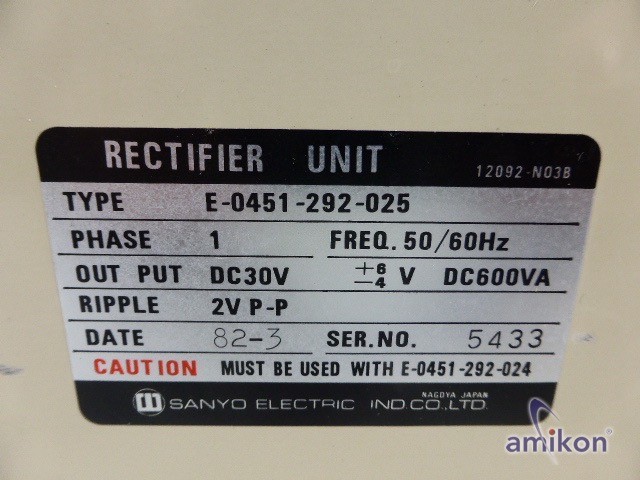 RECTIFIER UNIT 12092-N03B
TYPE E-0451-292-025
PHASE 1 FREQ. 50/60Hz
OUT PUT DC30V +6 -4 V DC600VA
RIPPLE 2V P-P
DATE 82-3 SER.NO. 5433
CAUTION MUST BE USED WITH E-0451-292-024
SANYO ELECTRIC IND.CO.,LTD. NAGOYA JAPAN
amikon